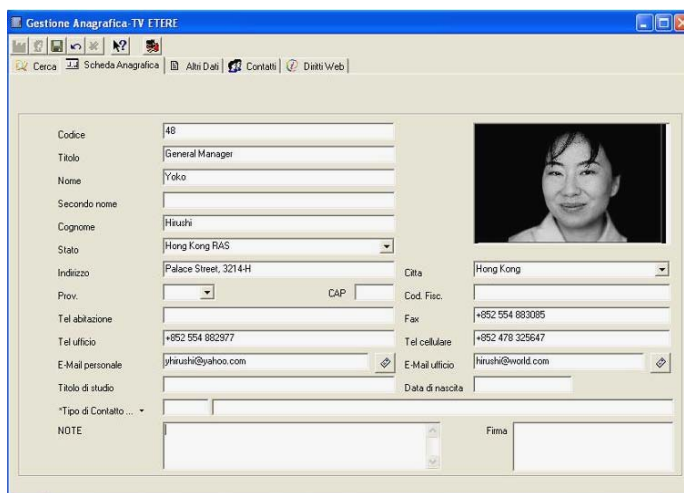 Gestione Anagrafica-TV ETERE
Cerca Scheda Anagrafica Altri Dati Contatti Diritti Web
Codice 48
Titolo General Manager
Nome Yoko
Secondo nome
Cognome Hirushi
Stato Hong Kong RAS
Indirizzo Palace Street, 3214-H Citta Hong Kong
Prov. CAP Cod. Fisc.
Tel abitazione Fax +852 554 883085
Tel ufficio +852 554 882977 Tel cellulare +852 478 325647
E-Mail personale yhirushi@yahoo.com E-Mail ufficio hirushi@world.com
Titolo di studio Data di nascita
*Tipo di Contatto ...
NOTE Firma